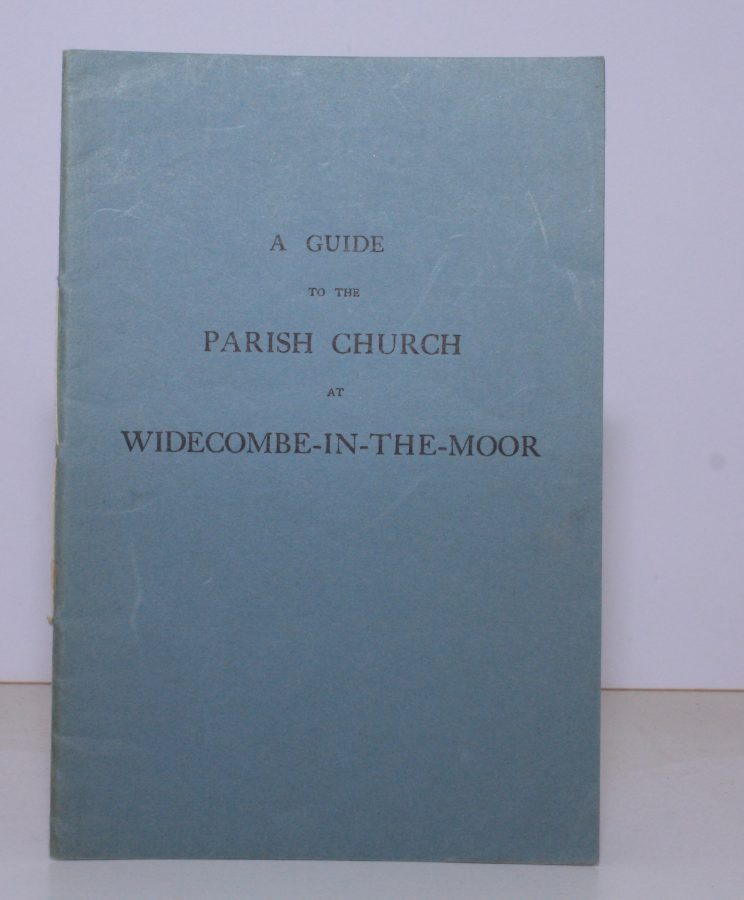 A GUIDE
TO THE
PARISH CHURCH
AT
WIDECOMBE-IN-THE-MOOR